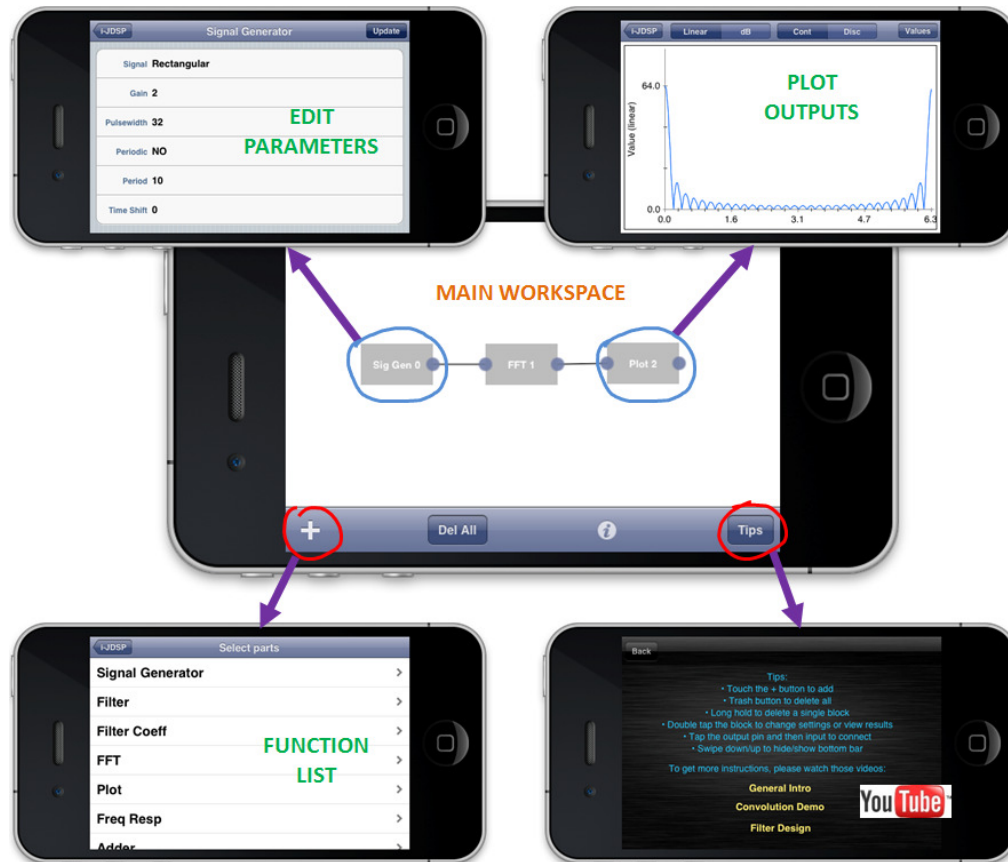 i-JDSP Signal Generator Update
Signal Rectangular
Gain 2
Pulsewidth 32
Periodic NO
Period 10
Time Shift 0
EDIT
PARAMETERS
i-JDSP Linear dB Cont Disc Values
64.0
Value (linear)
0.0
0.0 1.6 3.1 4.7 6.3
PLOT
OUTPUTS
MAIN WORKSPACE
Sig Gen 0 FFT 1 Plot 2
+ Del All i Tips
i-JDSP Select parts
Signal Generator >
Filter >
Filter Coeff >
FFT >
Plot >
Freq Resp >
Adder
FUNCTION
LIST
Back
Tips:
• Touch the + button to add
• Trash button to delete all
• Long hold to delete a single block
• Double tap the block to change settings or view results
• Tap the output pin and then input to connect
• Swipe down/up to hide/show bottom bar
To get more instructions, please watch those videos:
General Intro
Convolution Demo
Filter Design
YouTube